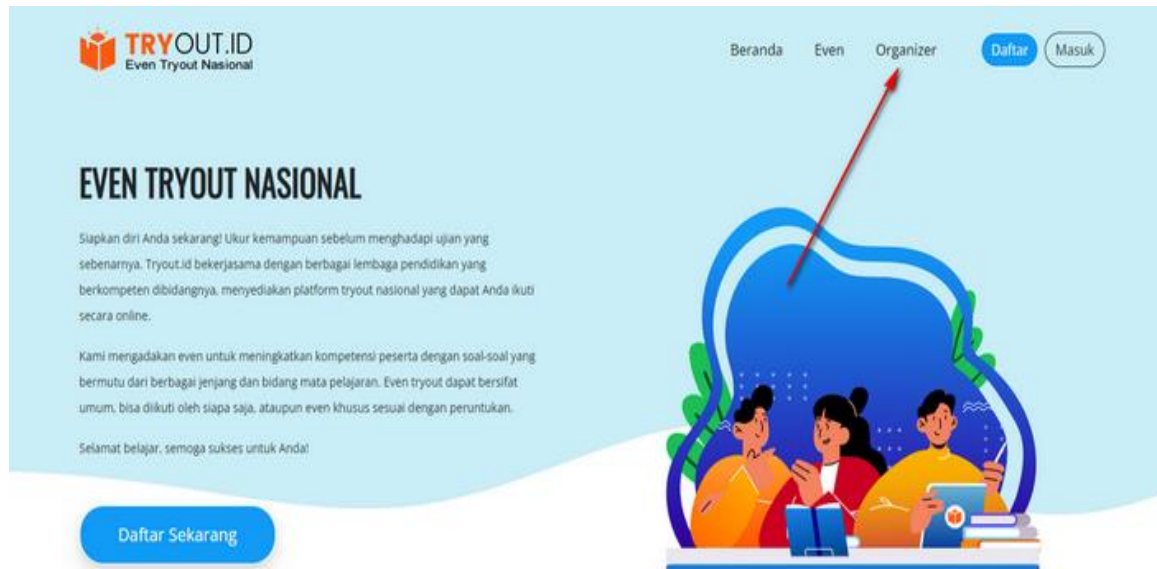 TRYOUT.ID
Even Tryout Nasional
Beranda Even Organizer Daftar Masuk
EVEN TRYOUT NASIONAL
Siapkan diri Anda sekarang! Ukur kemampuan sebelum menghadapi ujian yang
sebenarnya. Tryout.id bekerjasama dengan berbagai lembaga pendidikan yang
berkompeten dibidangnya, menyediakan platform tryout nasional yang dapat Anda ikuti
secara online.
Kami mengadakan even untuk meningkatkan kompetensi peserta dengan soal-soal yang
bermutu dari berbagai jenjang dan bidang mata pelajaran. Even tryout dapat bersifat
umum, bisa diikuti oleh siapa saja, ataupun even khusus sesuai dengan peruntukan.
Selamat belajar, semoga sukses untuk Anda!
Daftar Sekarang